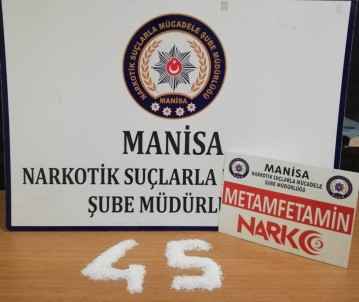 NARKOTİK SUÇLARLA MÜCADELE ŞUBE MÜDÜRLÜĞÜ
MANİSA
MANİSA
NARKOTİK SUÇLARLA
ŞUBE MÜDÜRL
MANİSA
NARKOTİK SUÇLARLA MÜCADELE
ŞUBE MÜDÜRLÜĞÜ
METAMFETAMİN
NARKO
45